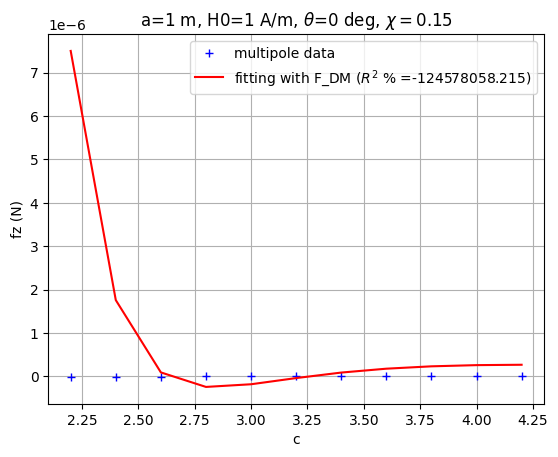 a=1 m, H0=1 A/m, θ=0 deg, χ = 0.15
1e−6
multipole data
fitting with F_DM (R² % =-124578058.215)
7
6
5
4
3
2
1
0
fz (N)
2.25 2.50 2.75 3.00 3.25 3.50 3.75 4.00 4.25
c